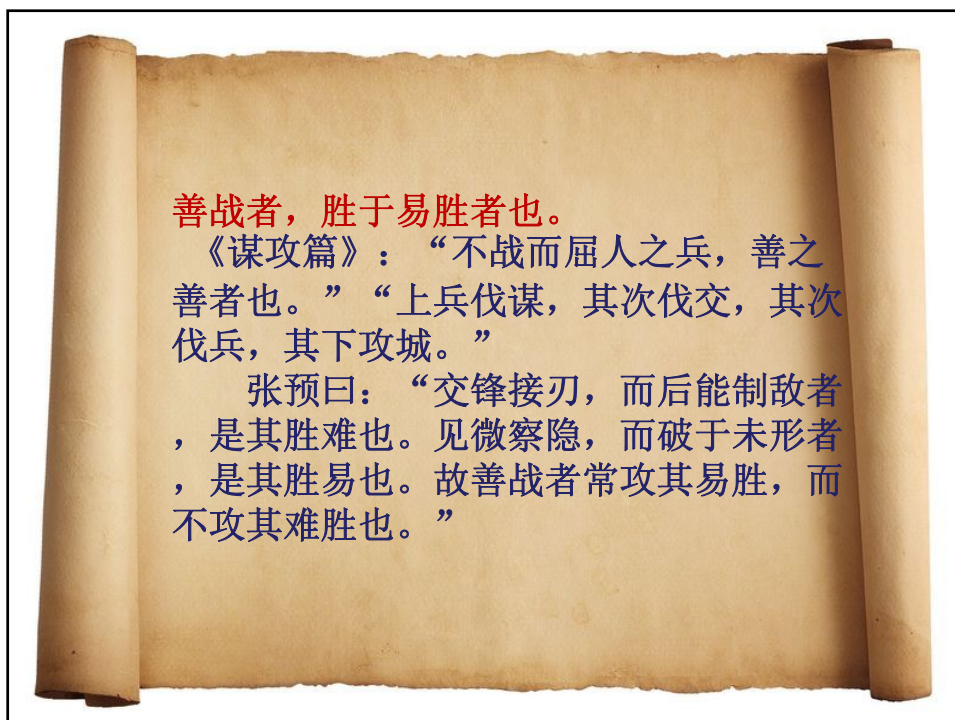 善战者，胜于易胜者也。
《谋攻篇》：“不战而屈人之兵，善之
善者也。”“上兵伐谋，其次伐交，其次
伐兵，其下攻城。”
张预曰：“交锋接刃，而后能制敌者
，是其胜难也。见微察隐，而破于未形者
，是其胜易也。故善战者常攻其易胜，而
不攻其难胜也。”